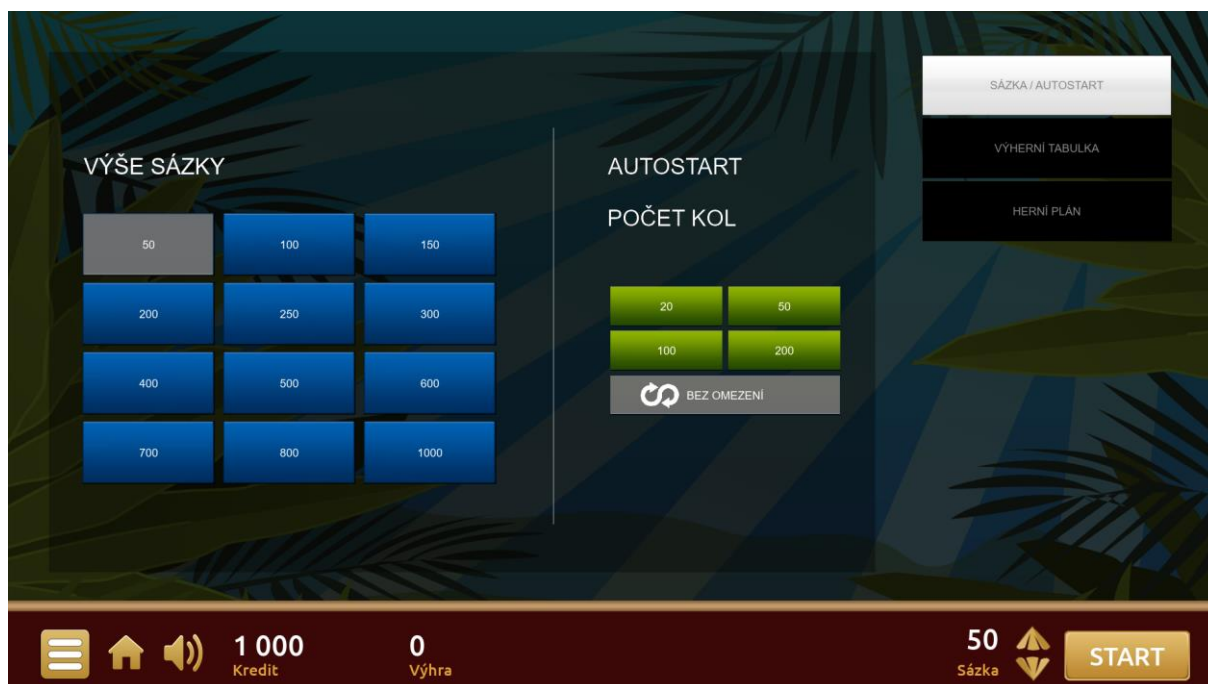 SÁZKA / AUTOSTART
VÝHERNÍ TABULKA
HERNÍ PLÁN
VÝŠE SÁZKY
50 100 150
200 250 300
400 500 600
700 800 1000
AUTOSTART
POČET KOL
20 50
100 200
BEZ OMEZENÍ
1 000
Kredit
0
Výhra
50
Sázka
START